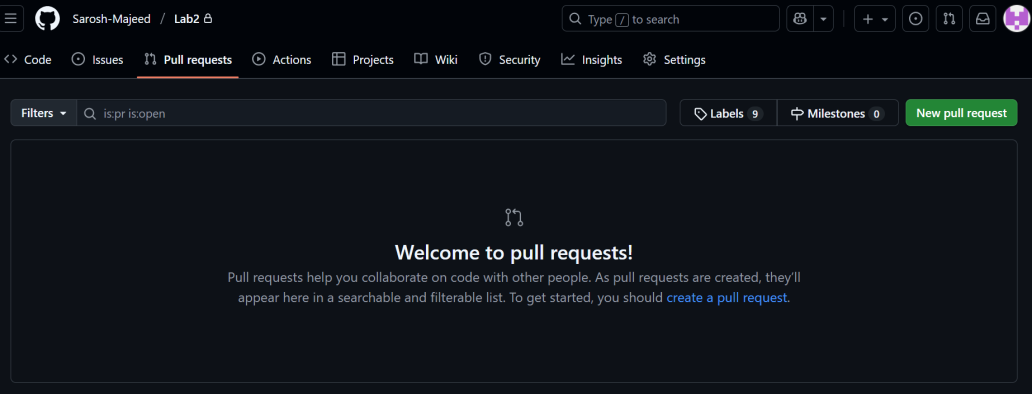 Sarosh-Majeed / Lab2
Type / to search
Code
Issues
Pull requests
Actions
Projects
Wiki
Security
Insights
Settings
Filters
is:pr is:open
Labels 9
Milestones 0
New pull request
Welcome to pull requests!
Pull requests help you collaborate on code with other people. As pull requests are created, they'll
appear here in a searchable and filterable list. To get started, you should create a pull request.